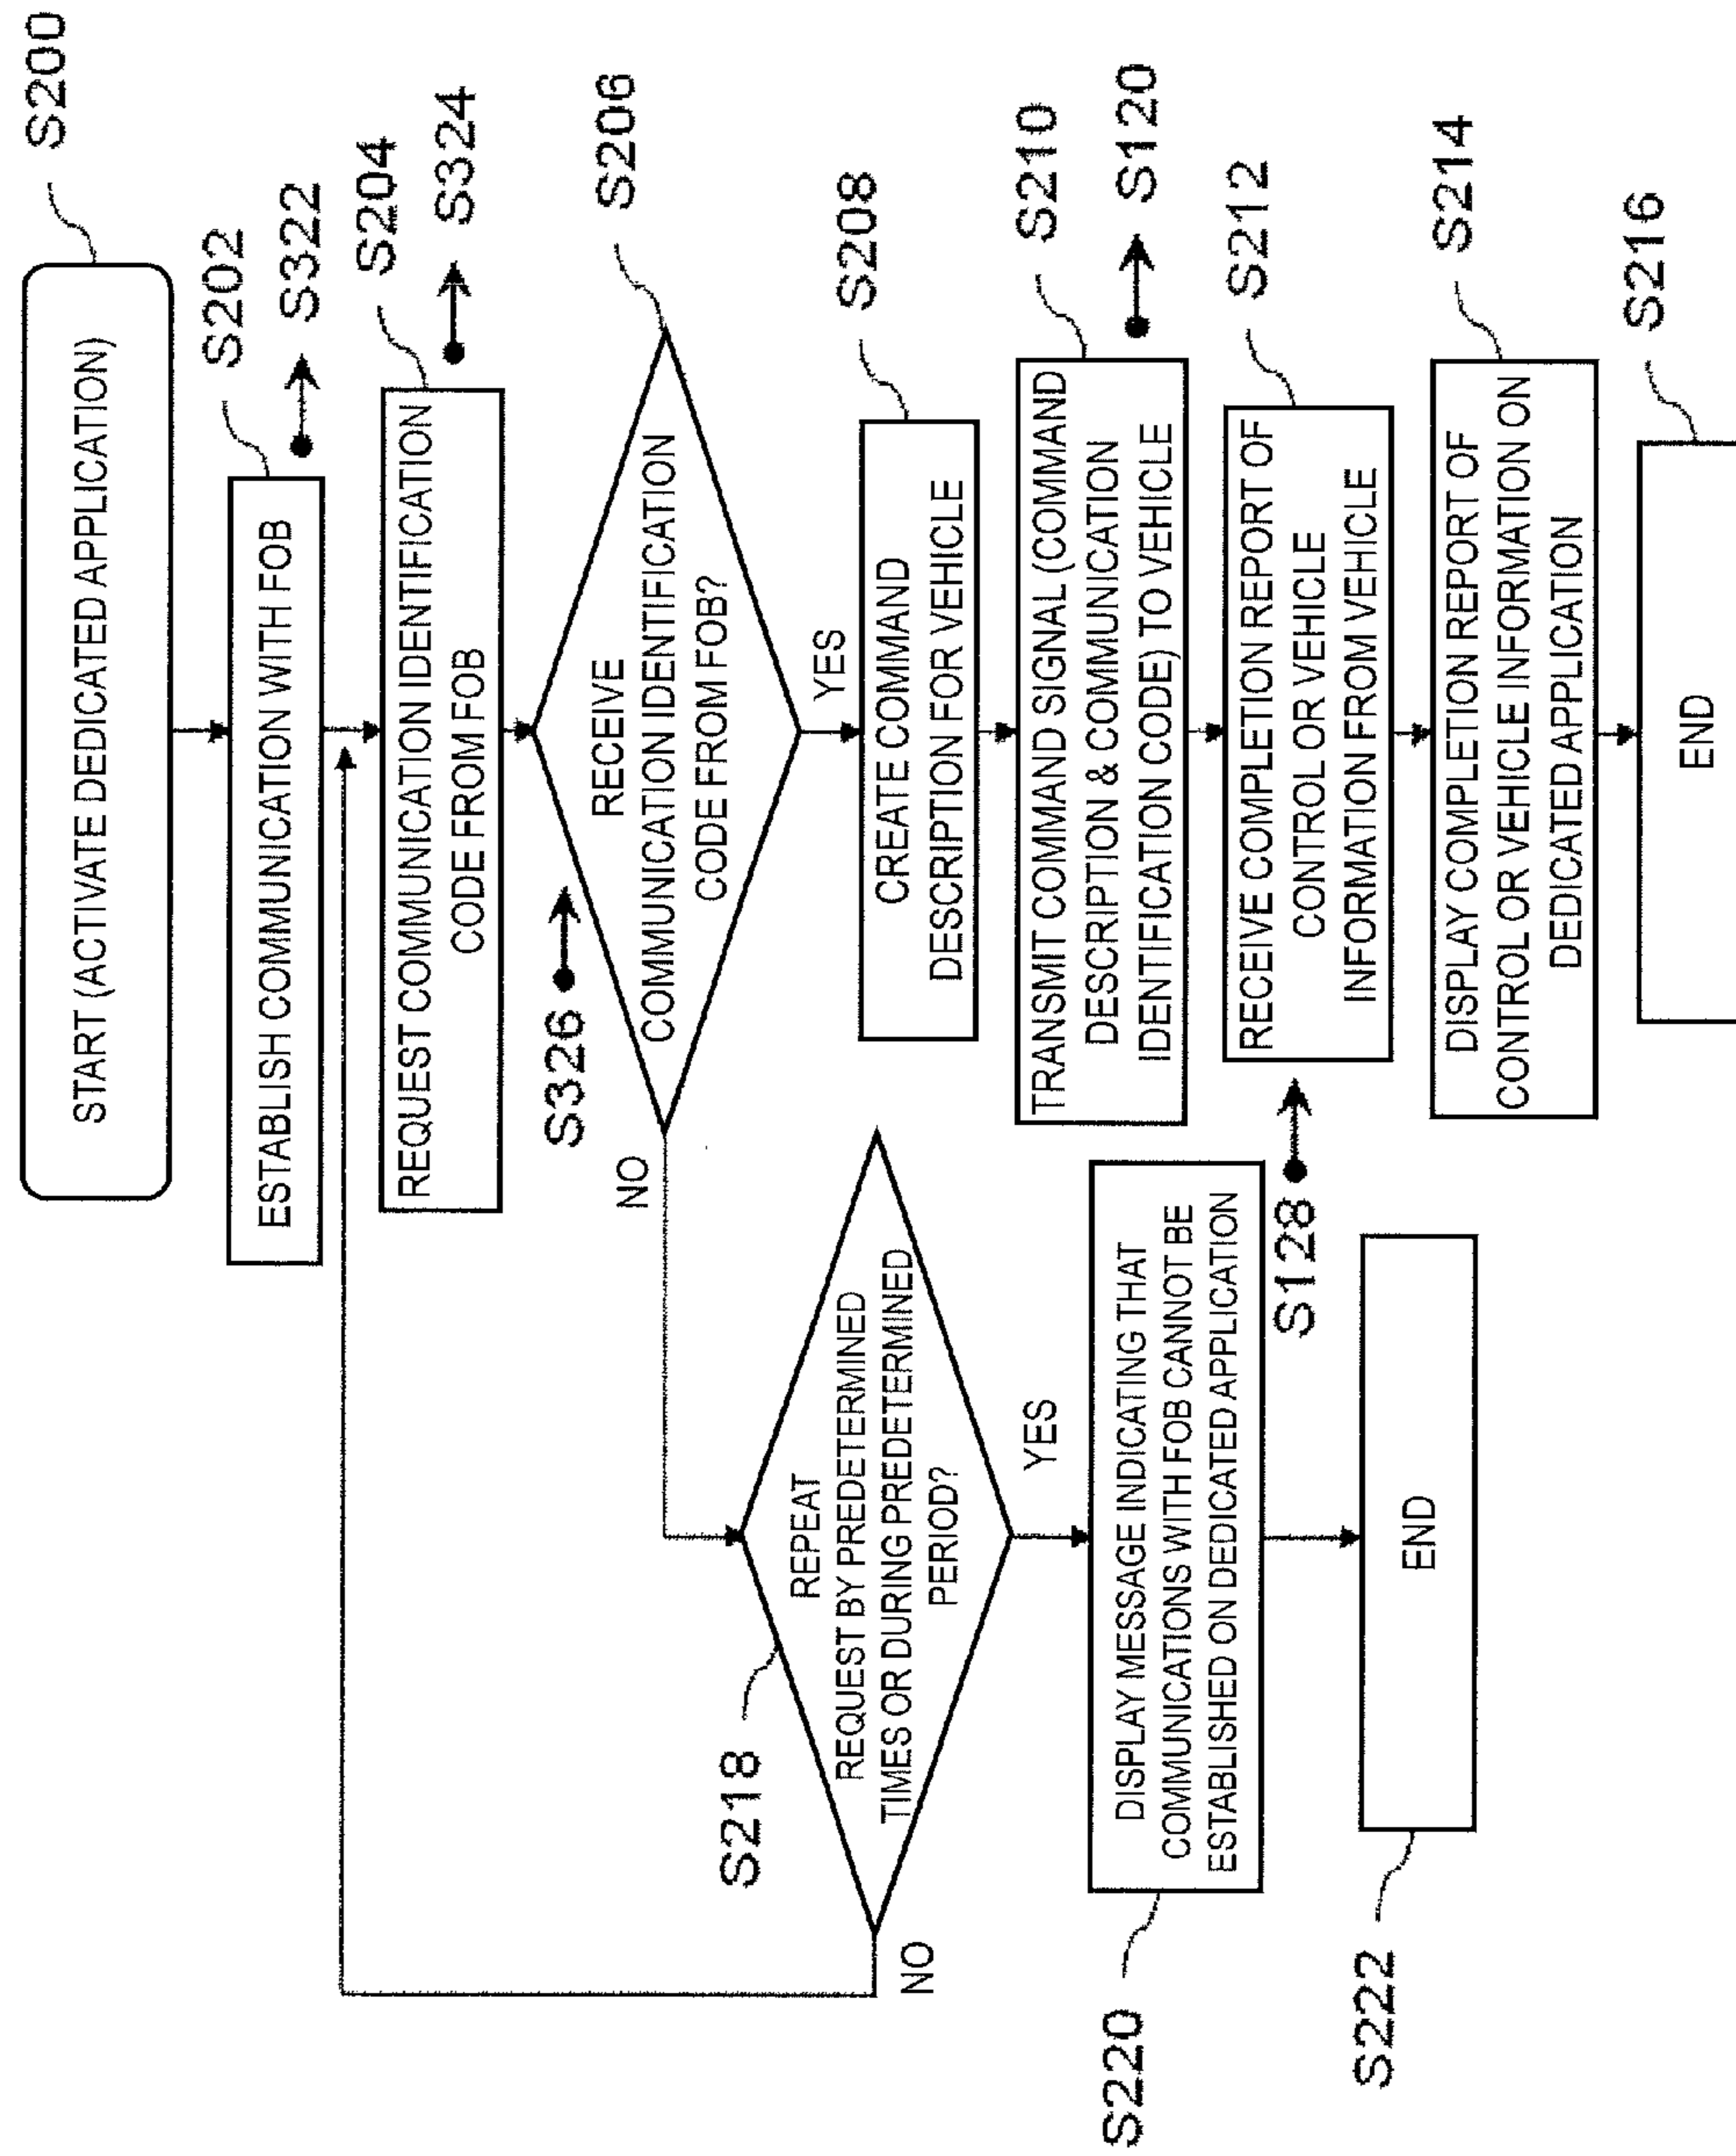 START (ACTIVATE DEDICATED APPLICATION)
S200
ESTABLISH COMMUNICATION WITH FOB
S202
S322
REQUEST COMMUNICATION IDENTIFICATION
CODE FROM FOB
S204
S324
S326
RECEIVE
COMMUNICATION IDENTIFICATION
CODE FROM FOB?
S206
NO
YES
CREATE COMMAND
DESCRIPTION FOR VEHICLE
S208
TRANSMIT COMMAND SIGNAL (COMMAND
DESCRIPTION & COMMUNICATION
IDENTIFICATION CODE) TO VEHICLE
S210
S120
S128
RECEIVE COMPLETION REPORT OF
CONTROL OR VEHICLE
INFORMATION FROM VEHICLE
S212
DISPLAY COMPLETION REPORT OF
CONTROL OR VEHICLE INFORMATION ON
DEDICATED APPLICATION
S214
END
S216
S218
REPEAT
REQUEST BY PREDETERMINED
TIMES OR DURING PREDETERMINED
PERIOD?
NO
YES
S220
DISPLAY MESSAGE INDICATING THAT
COMMUNICATIONS WITH FOB CANNOT BE
ESTABLISHED ON DEDICATED APPLICATION
S222
END